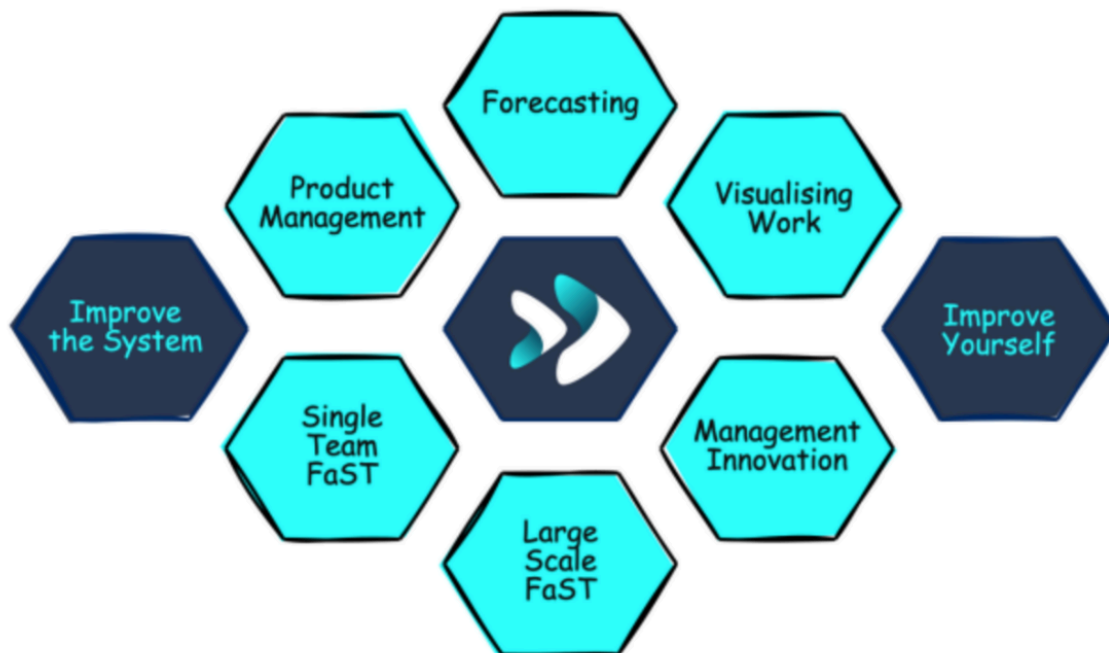 Forecasting
Product
Management
Visualising
Work
Improve
the System
Improve
Yourself
Single
Team
FaST
Management
Innovation
Large
Scale
FaST